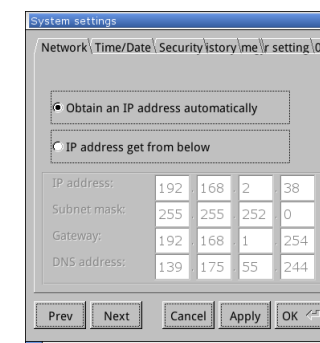 System settings
Network Time/Date Security istory me r setting
Obtain an IP address automatically
IP address get from below
IP address: 192 . 168 . 2 . 38
Subnet mask: 255 . 255 . 252 . 0
Gateway: 192 . 168 . 1 . 254
DNS address: 139 . 175 . 55 . 244
Prev Next Cancel Apply OK